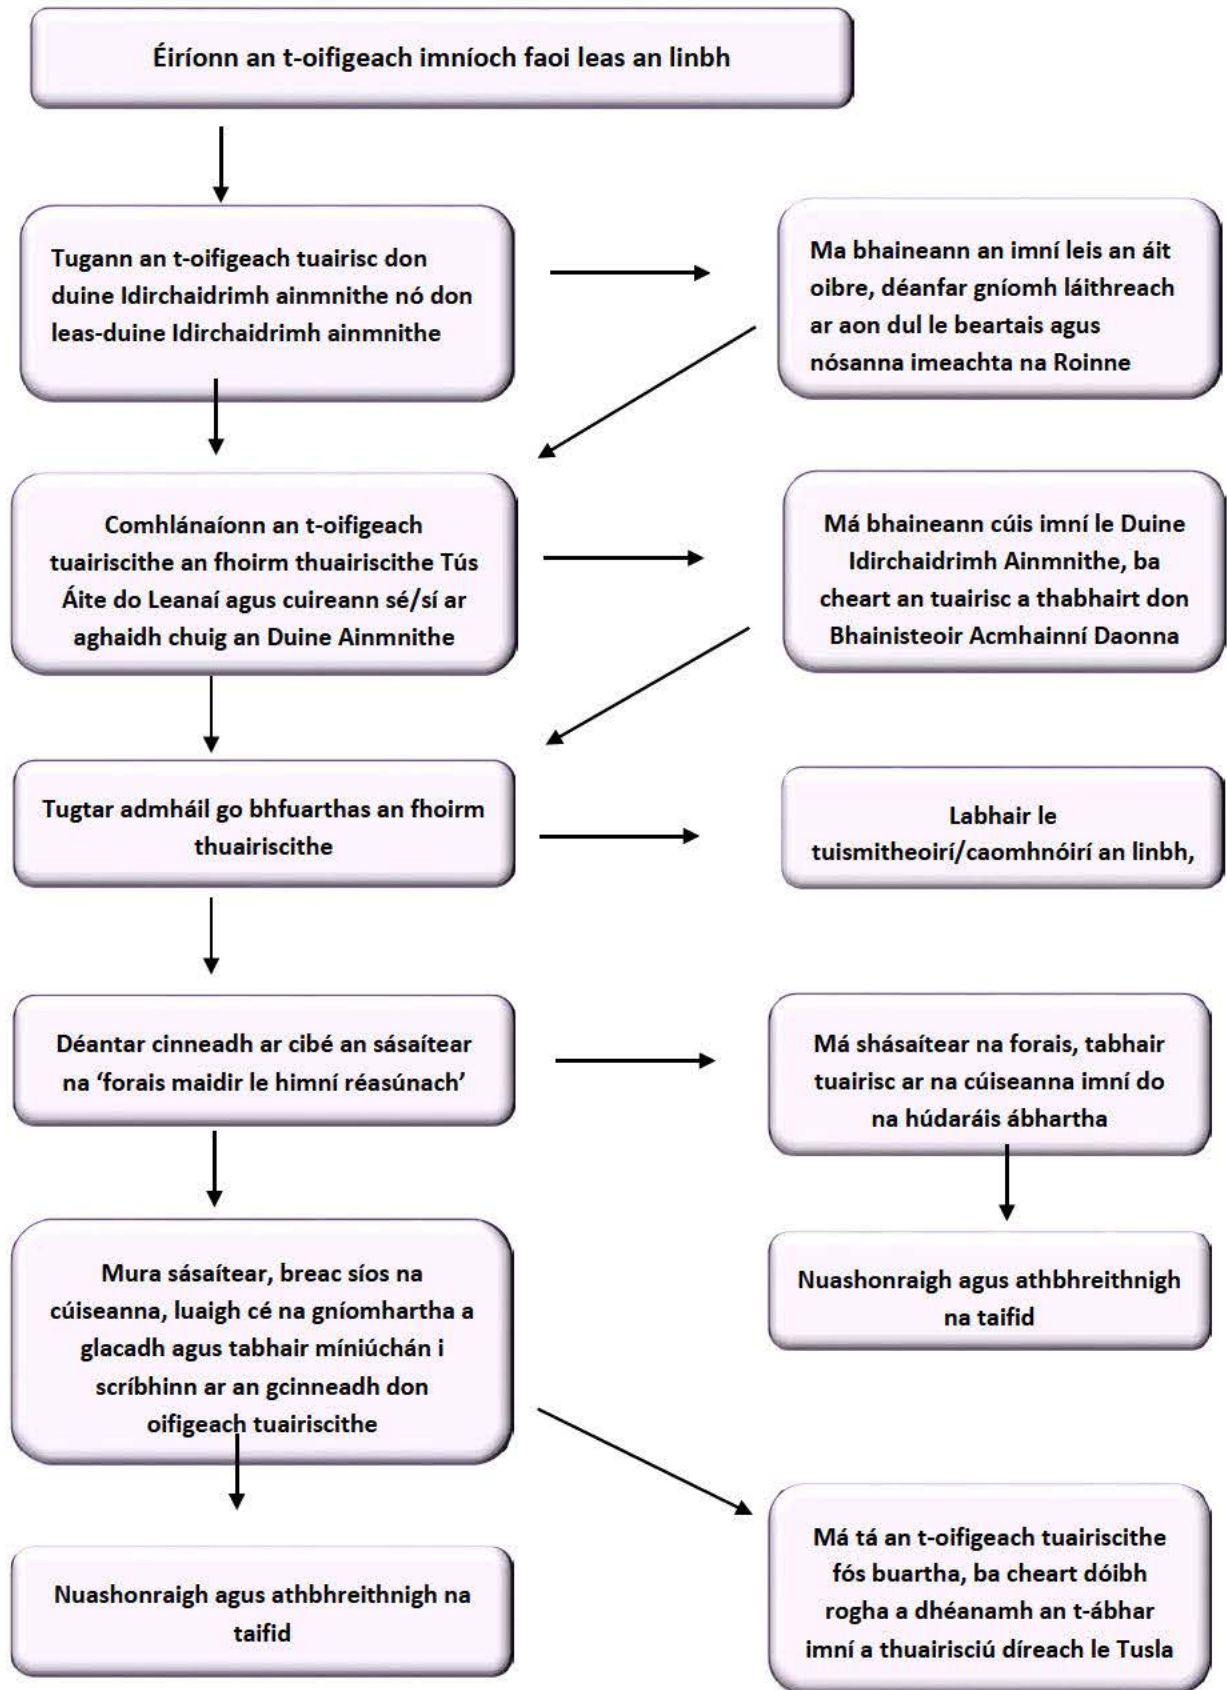 Éiríonn an t-oifigeach imníoch faoi leas an linbh
Tugann an t-oifigeach tuairisc don
duine Idirchaidrimh ainmnithe nó don
leas-duine Idirchaidrimh ainmnithe
Ma bhaineann an imní leis an áit
oibre, déanfar gníomh láithreach
ar aon dul le beartais agus
nósanna imeachta na Roinne
Comhlánaíonn an t-oifigeach
tuairiscithe an fhoirm thuairiscithe Tús
Áite do Leanaí agus cuireann sé/sí ar
aghaidh chuig an Duine Ainmnithe
Má bhaineann cúis imní le Duine
Idirchaidrimh Ainmnithe, ba
cheart an tuairisc a thabhairt don
Bhainisteoir Acmhainní Daonna
Tugtar admháil go bhfuarthas an fhoirm
thuairiscithe
Labhair le
tuismitheoirí/caomhnóirí an linbh,
Déantar cinneadh ar cibé an sásaítear
na ‘forais maidir le himní réasúnach’
Má shásaítear na forais, tabhair
tuairisc ar na cúiseanna imní do
na húdaráis ábhartha
Mura sásaítear, breac síos na
cúiseanna, luaigh cé na gníomhartha a
glacadh agus tabhair míniúchán i
scríbhinn ar an gcinneadh don
oifigeach tuairiscithe
Nuashonraigh agus athbhreithnigh
na taifid
Nuashonraigh agus athbhreithnigh na
taifid
Má tá an t-oifigeach tuairiscithe
fós buartha, ba cheart dóibh
rogha a dhéanamh an t-ábhar
imní a thuairisciú díreach le Tusla